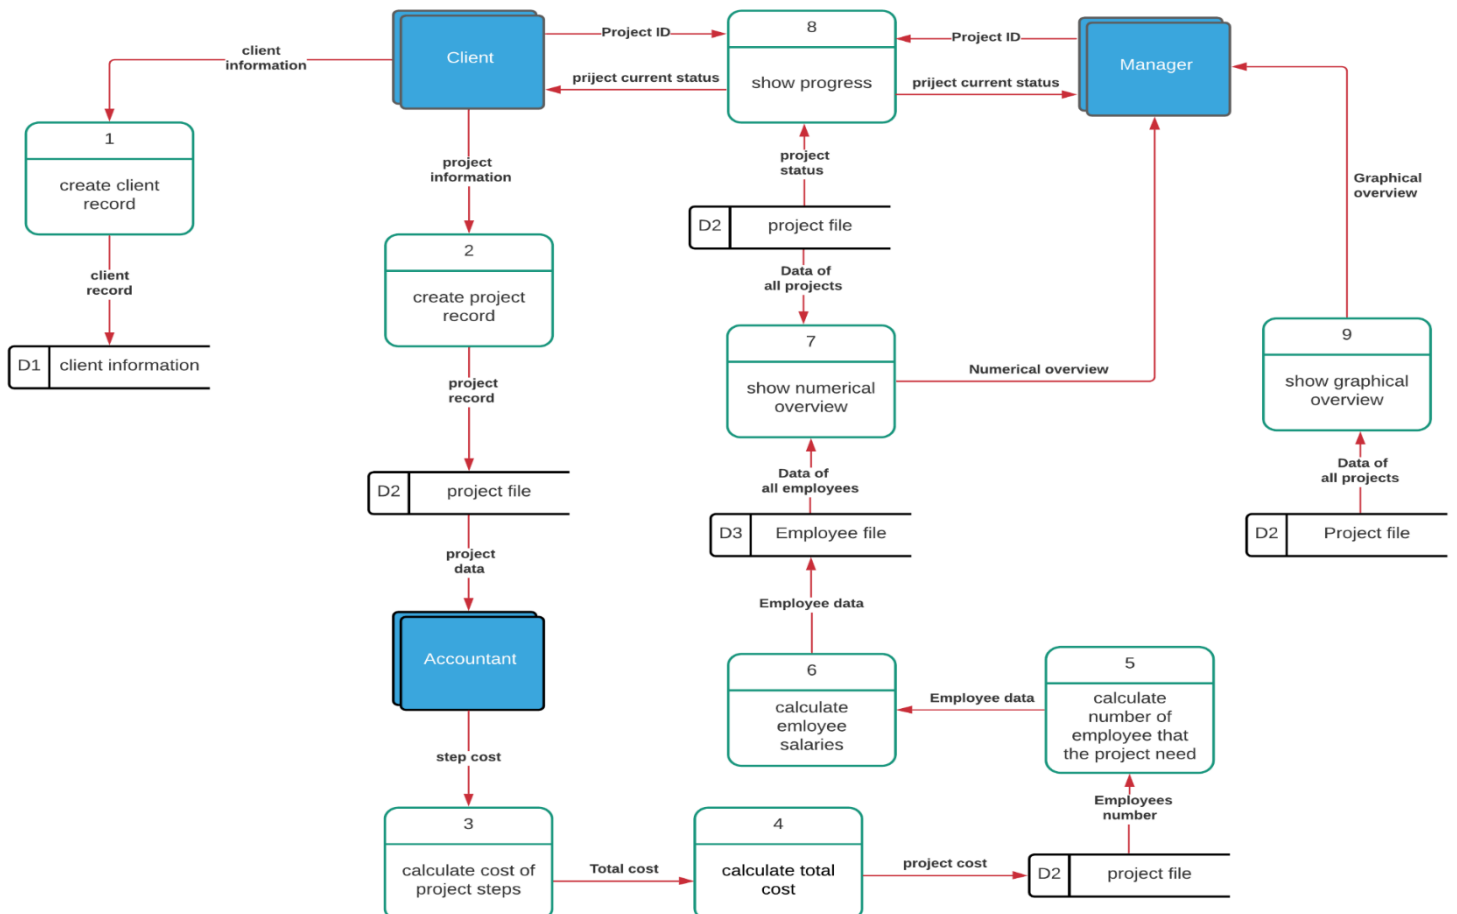 client
information
Client
Project ID
priject current status
8
show progress
Project ID
priject current status
Manager
1
create client
record
project
information
project
status
Graphical
overview
client
record
2
create project
record
D2
project file
Data of
all projects
D1
client information
project
record
7
show numerical
overview
Numerical overview
9
show graphical
overview
D2
project file
Data of
all employees
Data of
all projects
D3
Employee file
D2
Project file
project
data
Employee data
Accountant
6
calculate
emloyee
salaries
Employee data
5
calculate
number of
employee that
the project need
step cost
Employees
number
3
calculate cost of
project steps
Total cost
4
calculate total
cost
project cost
D2
project file